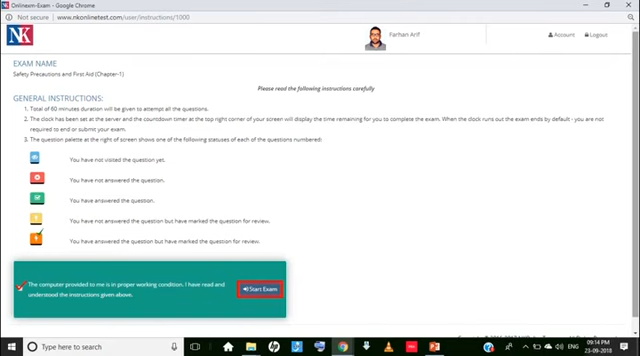 Onlinexm-Exam - Google Chrome
Not secure | www.nkonlinetest.com/user/instructions/1000
NK
Farhan Arif
Account
Logout
EXAM NAME
Safety Precautions and First Aid (Chapter-1)
Please read the following instructions carefully
GENERAL INSTRUCTIONS:
1. Total of 60 minutes duration will be given to attempt all the questions.
2. The clock has been set at the server and the countdown timer at the top right corner of your screen will display the time remaining for you to complete the exam. When the clock runs out the exam ends by default - you are not
required to end or submit your exam.
3. The question palette at the right of screen shows one of the following statuses of each of the questions numbered:
You have not visited the question yet.
You have not answered the question.
You have answered the question.
You have not answered the question but have marked the question for review.
You have answered the question but have marked the question for review.
The computer provided to me is in proper working condition. I have read and
understood the instructions given above.
Start Exam
Type here to search
09:14 PM
23-09-2018